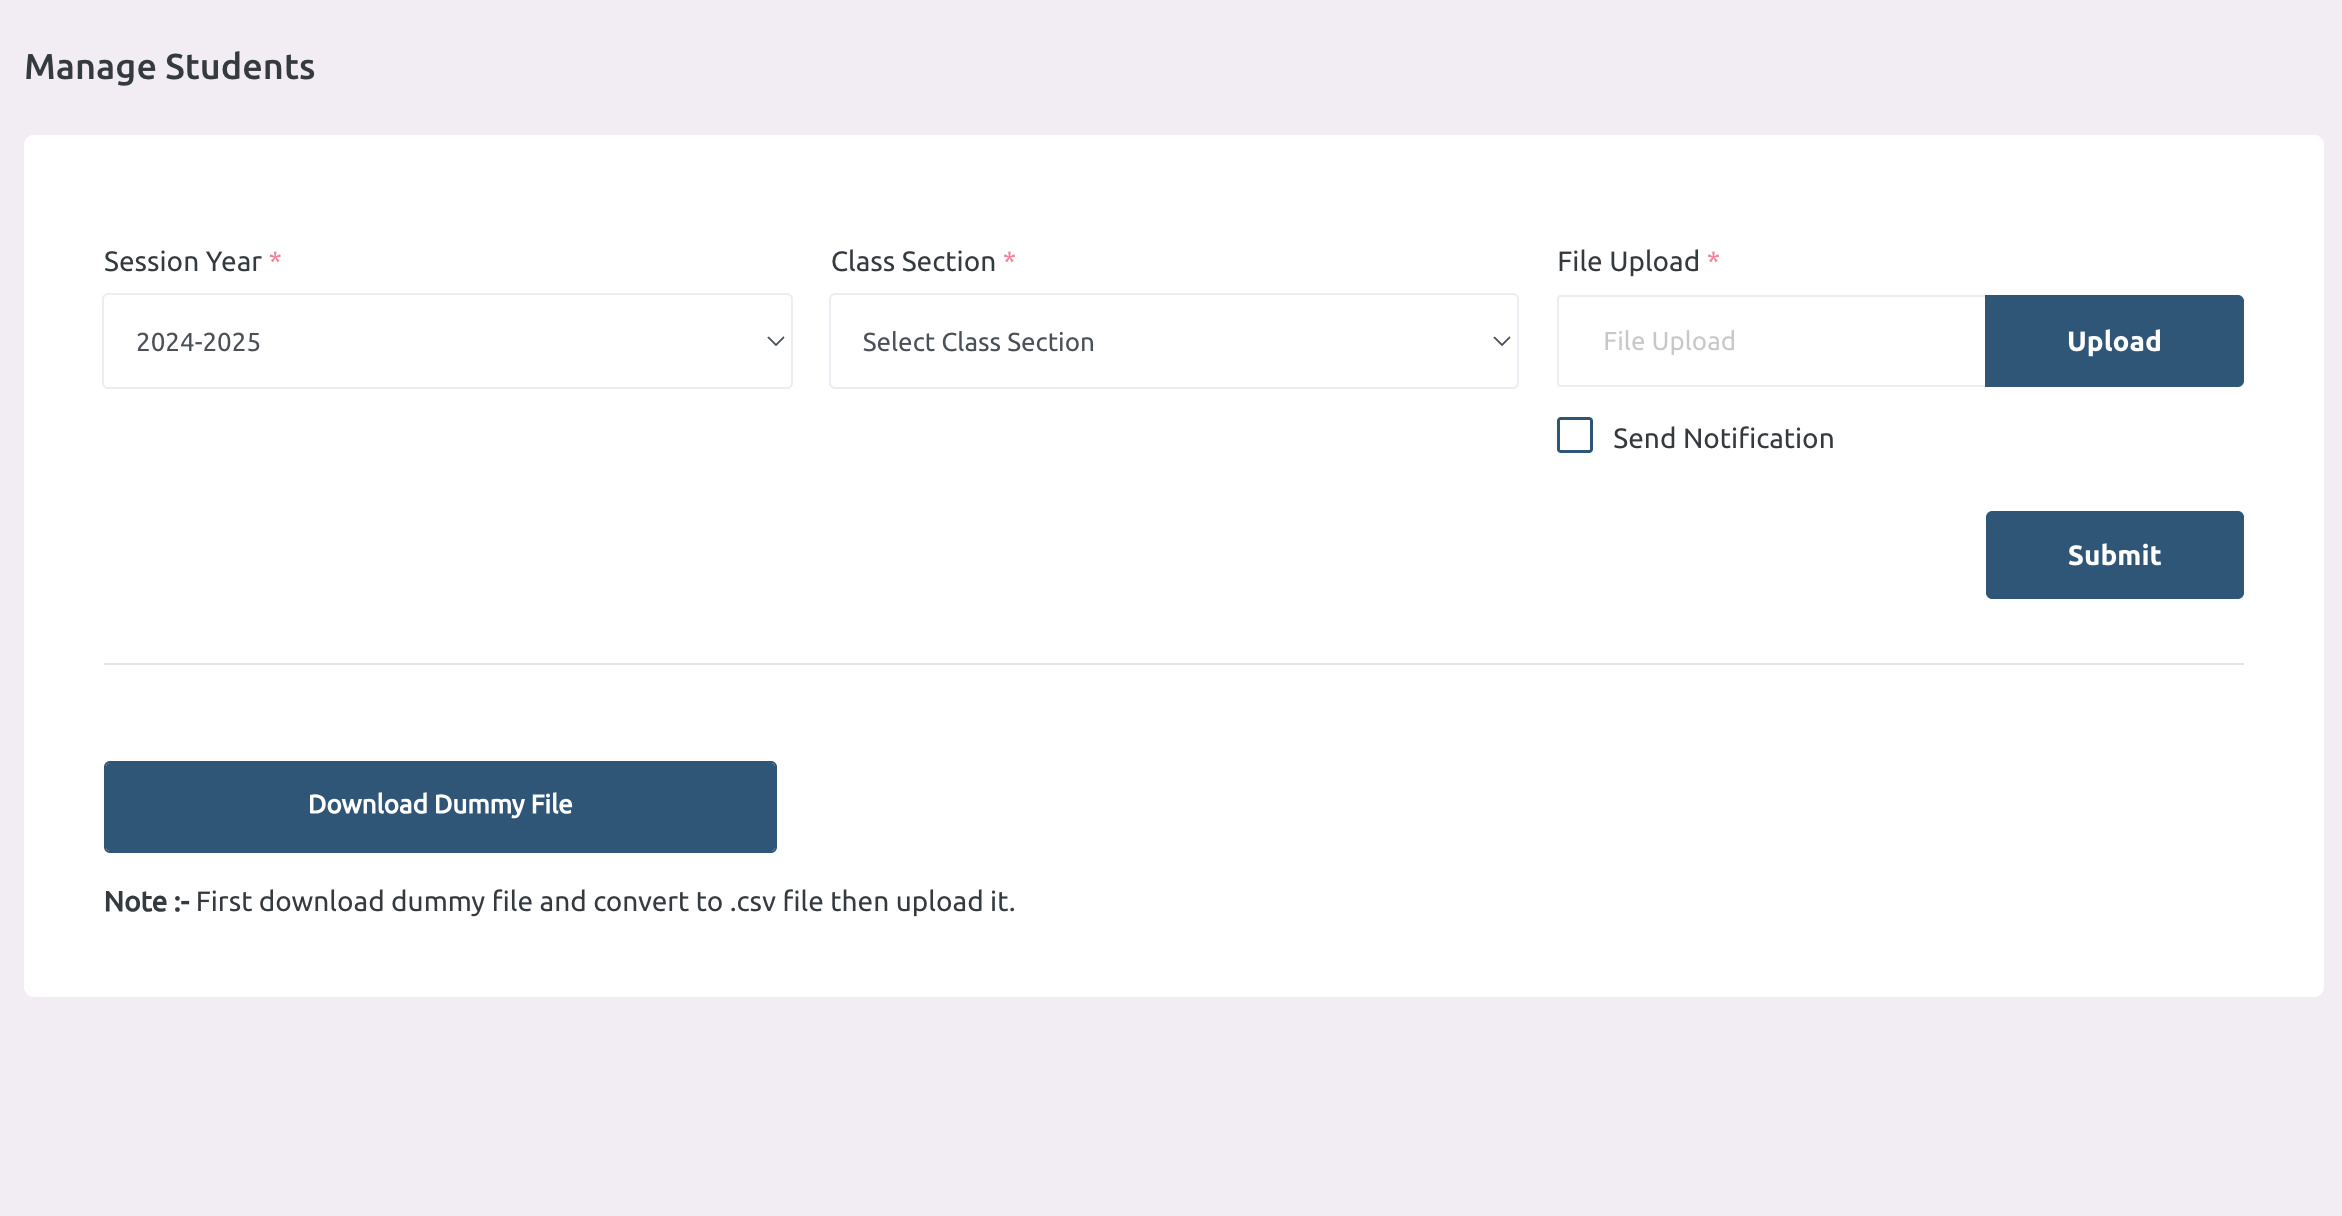 Manage Students
Session Year *
Class Section *
File Upload *
2024-2025
Select Class Section
File Upload
Upload
Send Notification
Submit
Download Dummy File
Note :- First download dummy file and convert to .csv file then upload it.